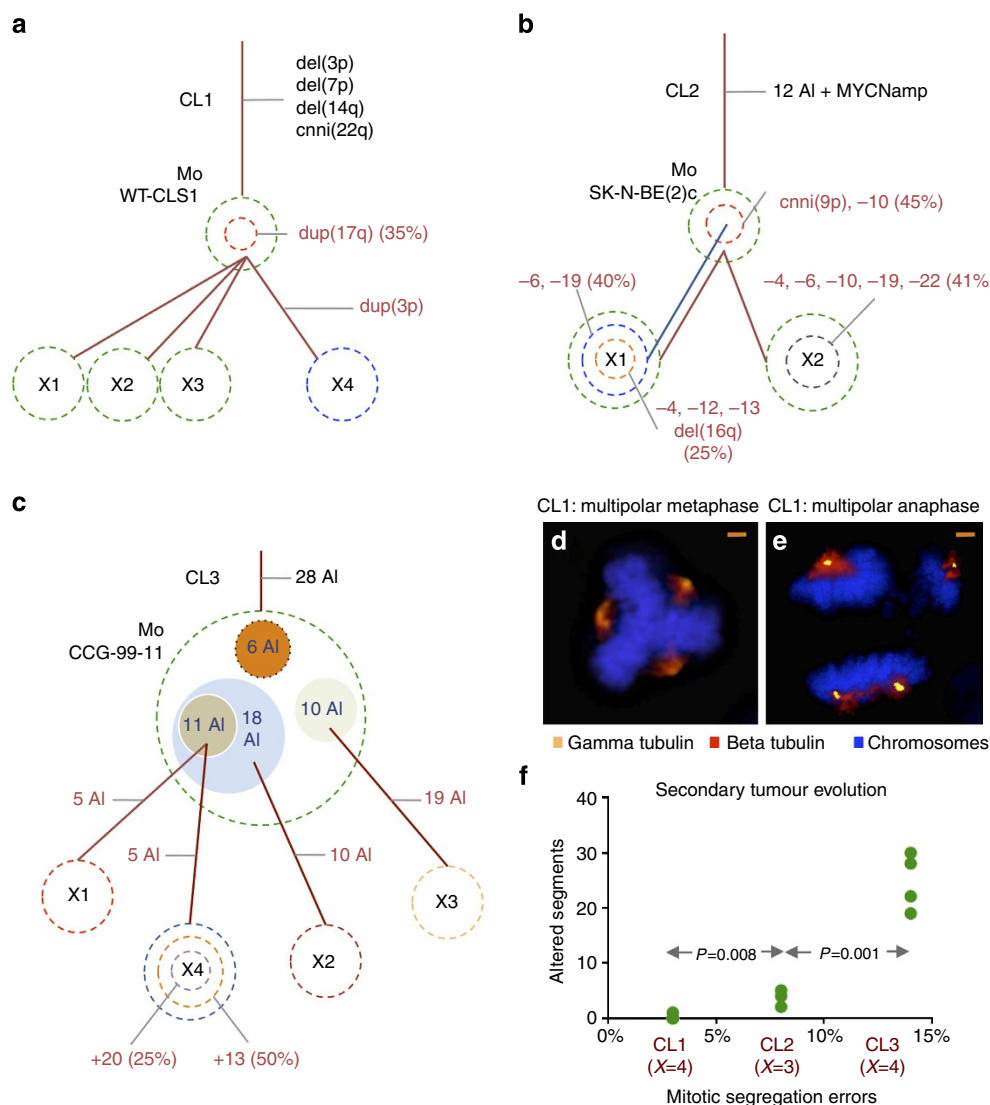 a
CL1
del(3p)
del(7p)
del(14q)
cnni(22q)
Mo
WT-CLS1
dup(17q) (35%)
dup(3p)
X1
X2
X3
X4
b
CL2
12 AI + MYCNamp
Mo
SK-N-BE(2)c
cnni(9p), –10 (45%)
–6, –19 (40%)
–4, –6, –10, –19, –22 (41%
X1
X2
–4, –12, –13
del(16q)
(25%)
c
CL3
28 AI
Mo
CCG-99-11
6 AI
11 AI
18
AI
10 AI
5 AI
19 AI
5 AI
10 AI
X1
X3
X4
X2
+20 (25%)
+13 (50%)
CL1: multipolar metaphase
CL1: multipolar anaphase
d
e
Gamma tubulin
Beta tubulin
Chromosomes
f
Secondary tumour evolution
Altered segments
40
30
20
10
0
P=0.008
P=0.001
0%
5%
10%
15%
CL1
(X=4)
CL2
(X=3)
CL3
(X=4)
Mitotic segregation errors